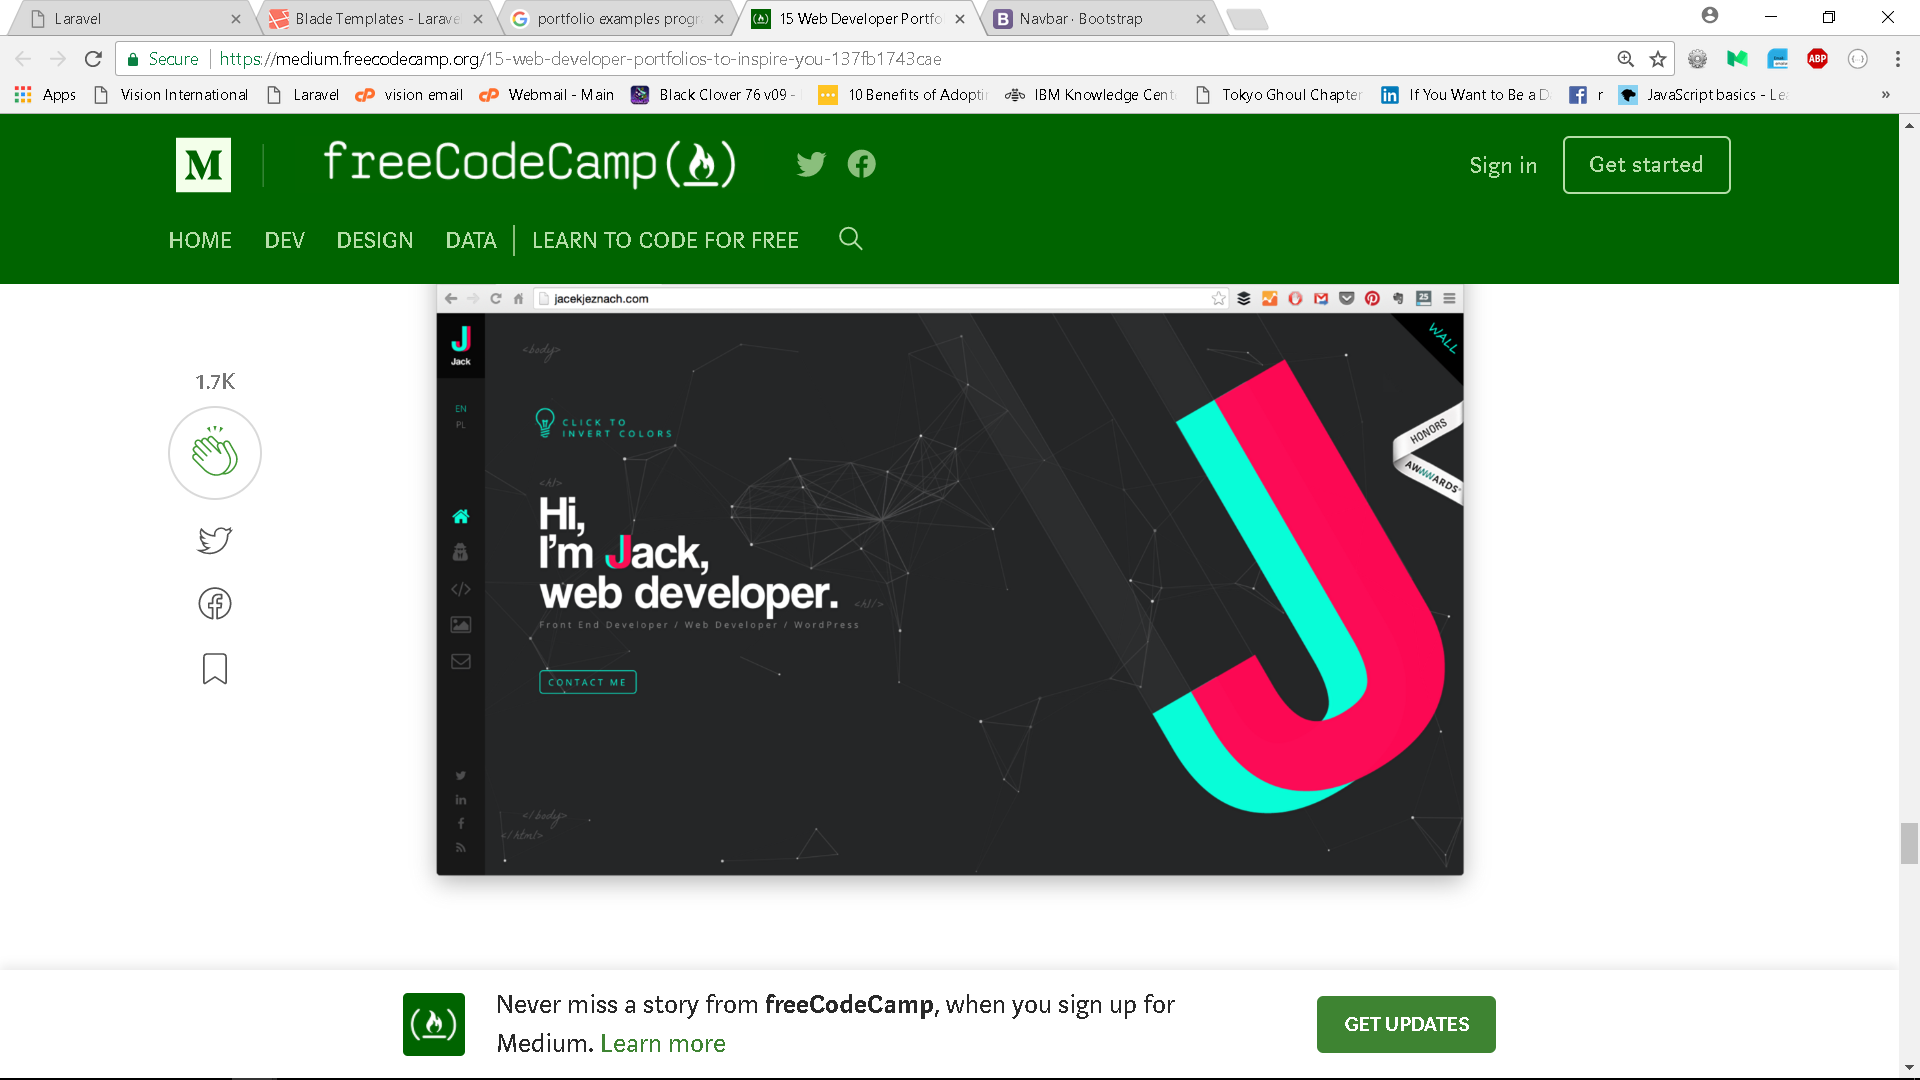 Laravel
Blade Templates - Larave
portfolio examples progr
15 Web Developer Portfo
Navbar · Bootstrap
Secure
https://medium.freecodecamp.org/15-web-developer-portfolios-to-inspire-you-137fb1743cae
ABP
Apps
Vision International
Laravel
vision email
Webmail - Main
Black Clover 76 v09 -
10 Benefits of Adoptin
IBM Knowledge Cente
Tokyo Ghoul Chapter
If You Want to Be a D
r
JavaScript basics - Lea
»
M
freeCodeCamp
Sign in
Get started
HOME
DEV
DESIGN
DATA
LEARN TO CODE FOR FREE
jacekjeznach.com
25
J
Jack
WALL
<body>
1.7K
EN
PL
CLICK TO
INVERT COLORS
HONORS
AWWWARDS
<h1>
Hi,
I'm Jack,
web developer.
<h1/>
Front End Developer / Web Developer / WordPress
CONTACT ME
</body>
</html>
Never miss a story from freeCodeCamp, when you sign up for
Medium. Learn more
GET UPDATES